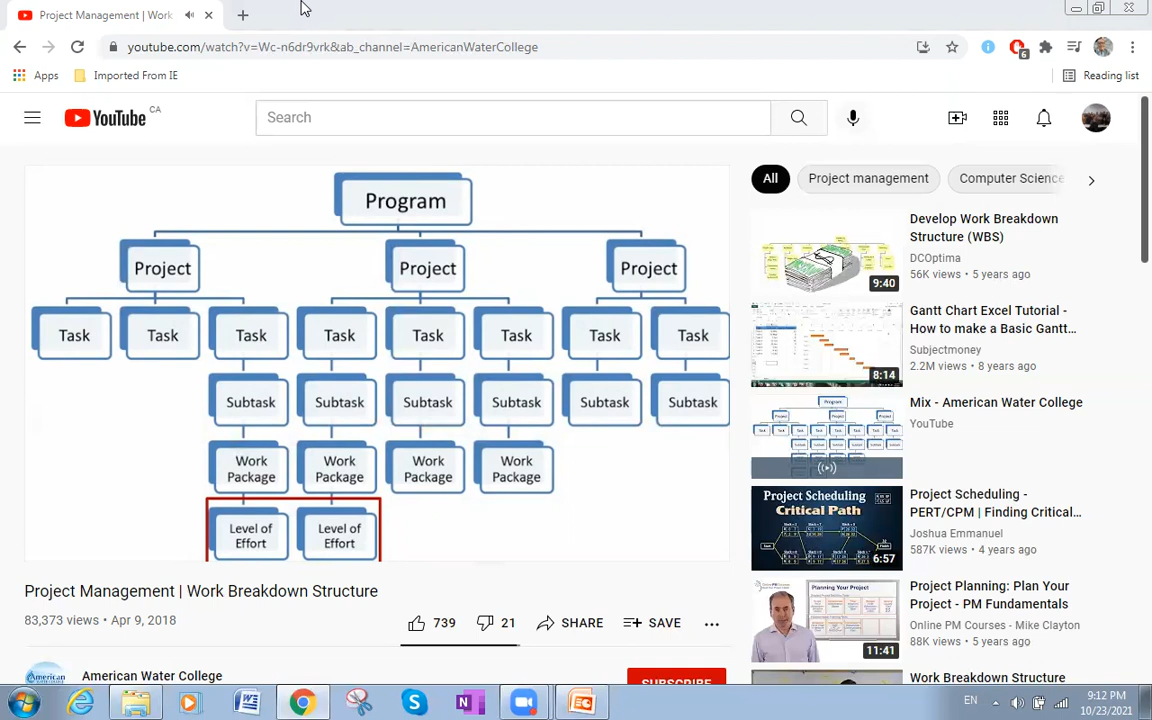 Project Management | Work
youtube.com/watch?v=Wc-n6dr9vrk&ab_channel=AmericanWaterCollege
6
Apps
Imported From IE
Reading list
YouTube CA
Search
All
Project management
Computer Science
Program
Project
Project
Project
Task
Task
Task
Task
Task
Task
Task
Task
Subtask
Subtask
Subtask
Subtask
Subtask
Subtask
Work
Package
Work
Package
Work
Package
Work
Package
Level of
Effort
Level of
Effort
Project Management | Work Breakdown Structure
83,373 views • Apr 9, 2018
739
21
SHARE
SAVE
American Water College
SUBSCRIBE
9:40
Develop Work Breakdown
Structure (WBS)
DCOptima
56K views • 5 years ago
8:14
Gantt Chart Excel Tutorial -
How to make a Basic Gantt...
Subjectmoney
2.2M views • 8 years ago
Mix - American Water College
YouTube
Project Scheduling
Critical Path
6:57
Project Scheduling -
PERT/CPM | Finding Critical...
Joshua Emmanuel
587K views • 4 years ago
Planning Your Project
11:41
Project Planning: Plan Your
Project - PM Fundamentals
Online PM Courses - Mike Clayton
88K views • 5 years ago
Work Breakdown Structure
EN
9:12 PM
10/23/2021